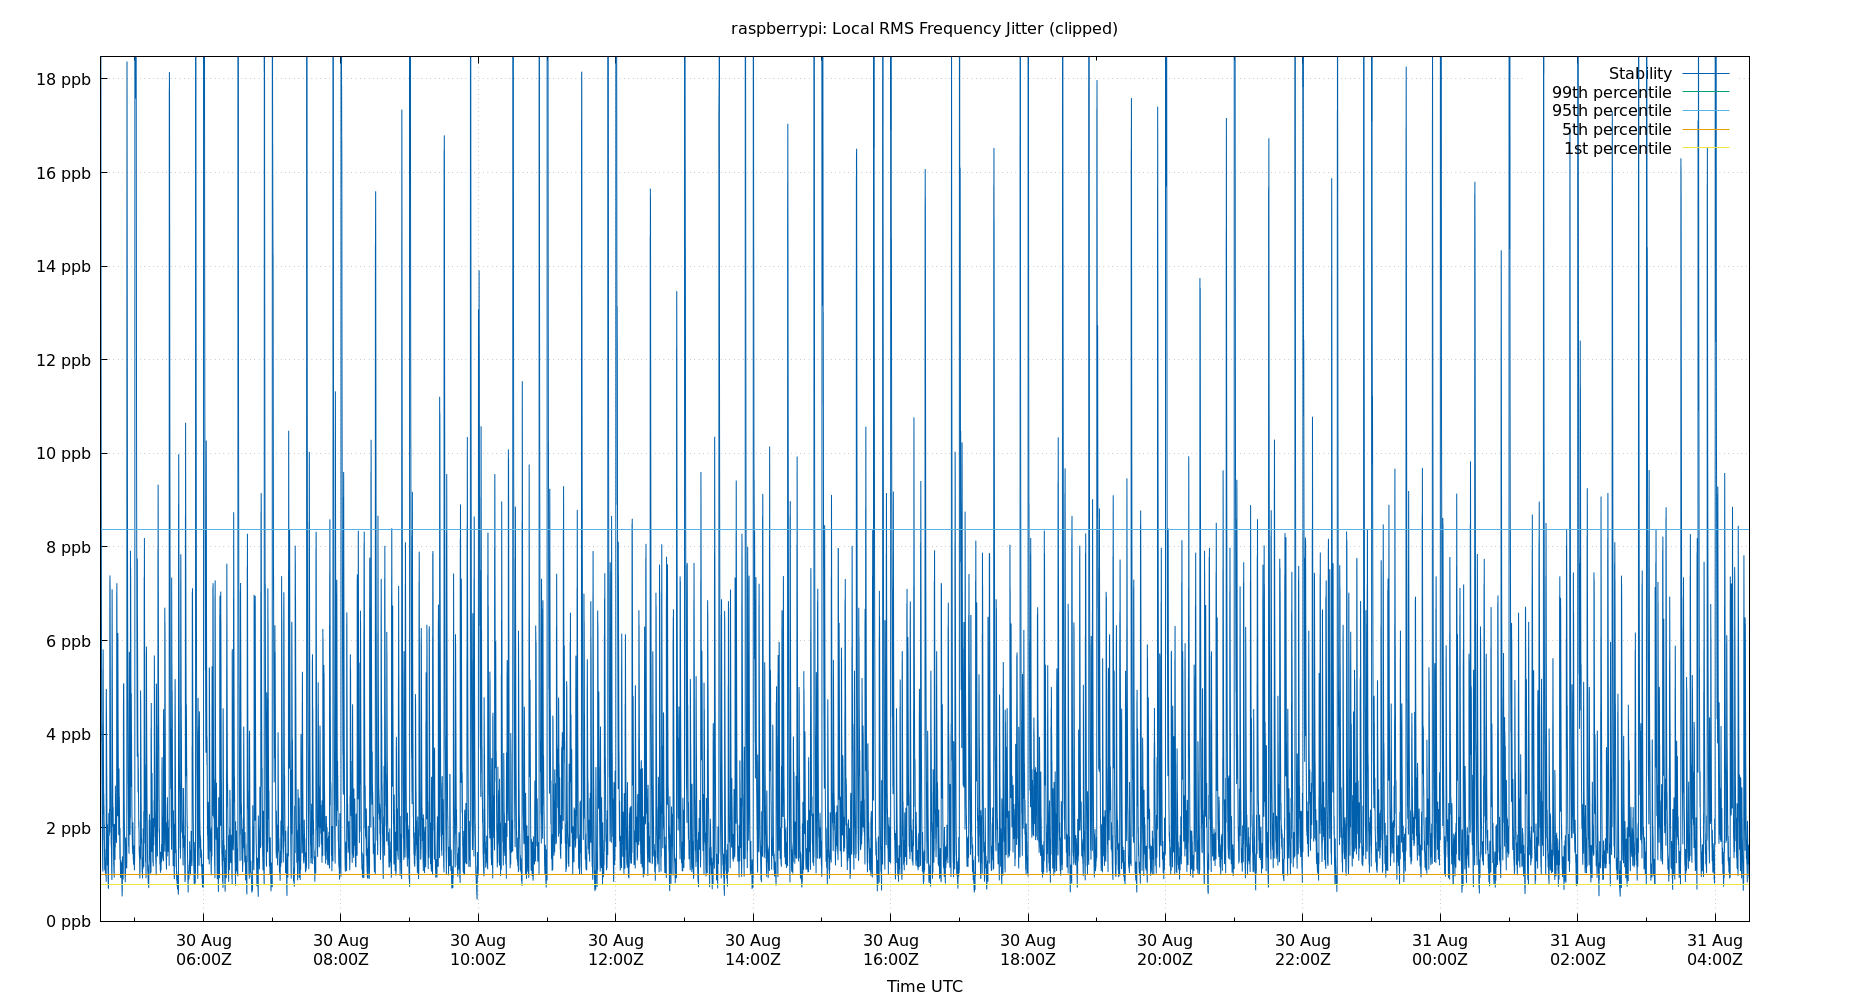 raspberrypi: Local RMS Frequency Jitter (clipped)
18 ppb
16 ppb
14 ppb
12 ppb
10 ppb
8 ppb
6 ppb
4 ppb
2 ppb
0 ppb
Stability
99th percentile
95th percentile
5th percentile
1st percentile
30 Aug 30 Aug 30 Aug 30 Aug 30 Aug 30 Aug 30 Aug 30 Aug 30 Aug 31 Aug 31 Aug 31 Aug
06:00Z 08:00Z 10:00Z 12:00Z 14:00Z 16:00Z 18:00Z 20:00Z 22:00Z 00:00Z 02:00Z 04:00Z
Time UTC